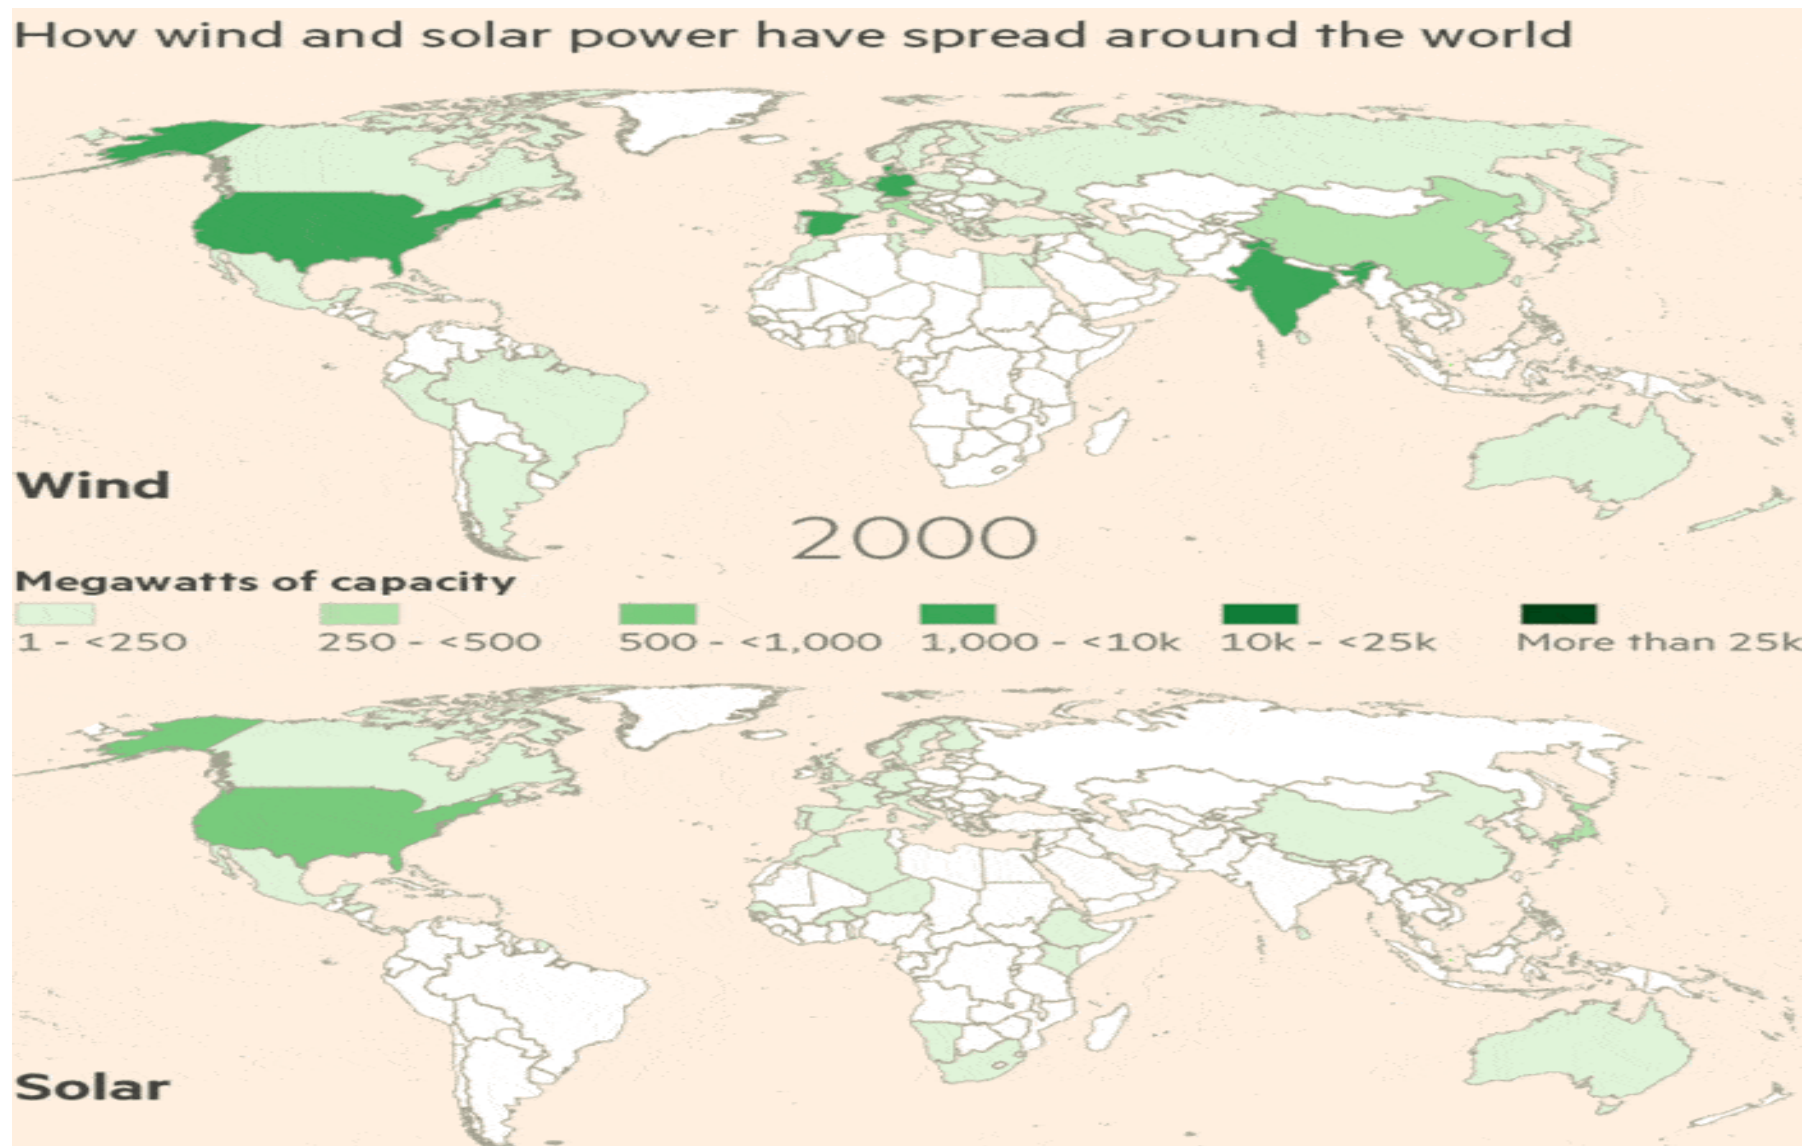 How wind and solar power have spread around the world
Wind
2000
Megawatts of capacity
1 - <250 250 - <500 500 - <1,000 1,000 - <10k 10k - <25k More than 25k
Solar